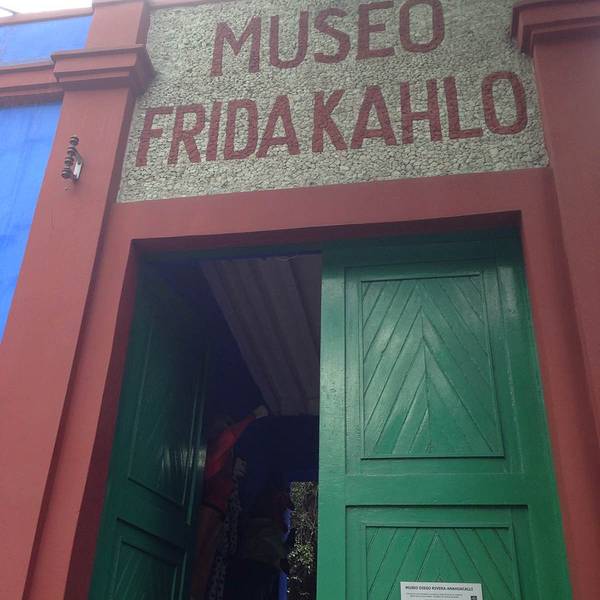 MUSEO
FRIDA KAHLO
MUSEO DIEGO RIVERA-ANAHUACALLI